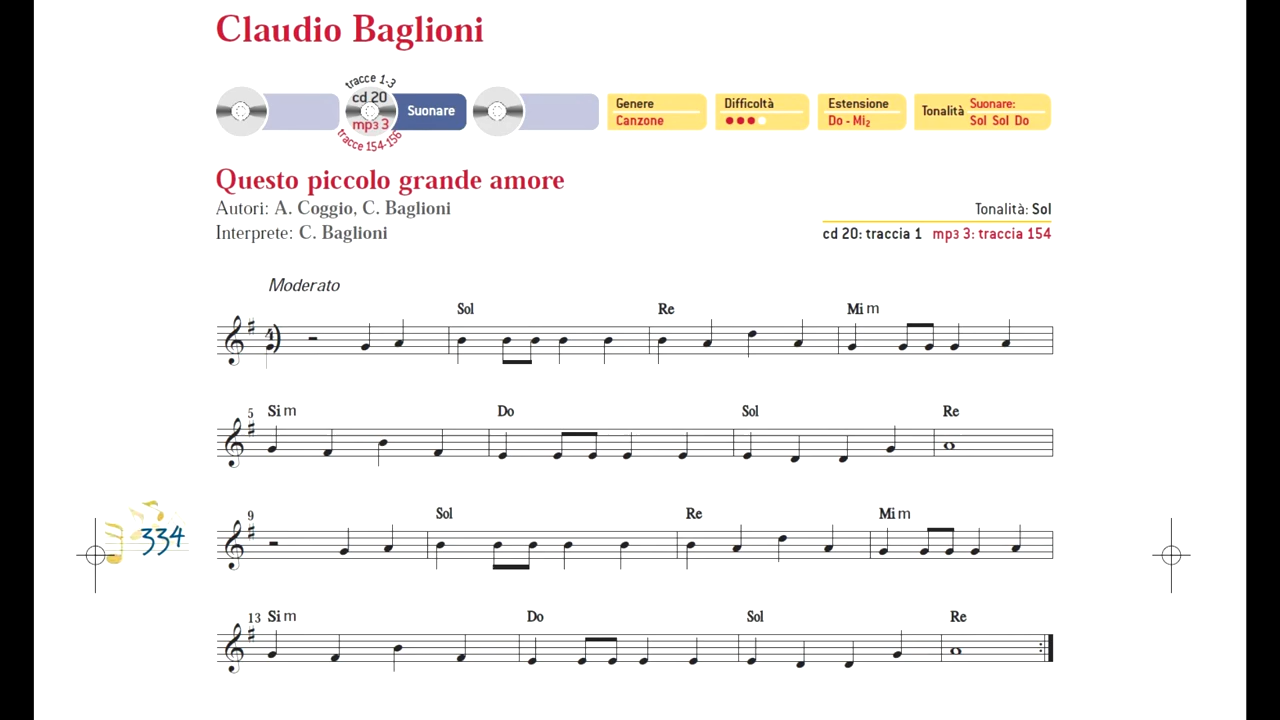 Claudio Baglioni
tracce 1-3
cd 20
mp3 3
tracce 154-156
Suonare
Genere
Canzone
Difficoltà
Estensione
Do - Mi2
Tonalità
Suonare:
Sol Sol Do
Questo piccolo grande amore
Autori: A. Coggio, C. Baglioni
Interprete: C. Baglioni
Tonalità: Sol
cd 20: traccia 1 mp3 3: traccia 154
Moderato
Sol Re Mi m
5 Si m Do Sol Re
334
9 Sol Re Mi m
13 Si m Do Sol Re